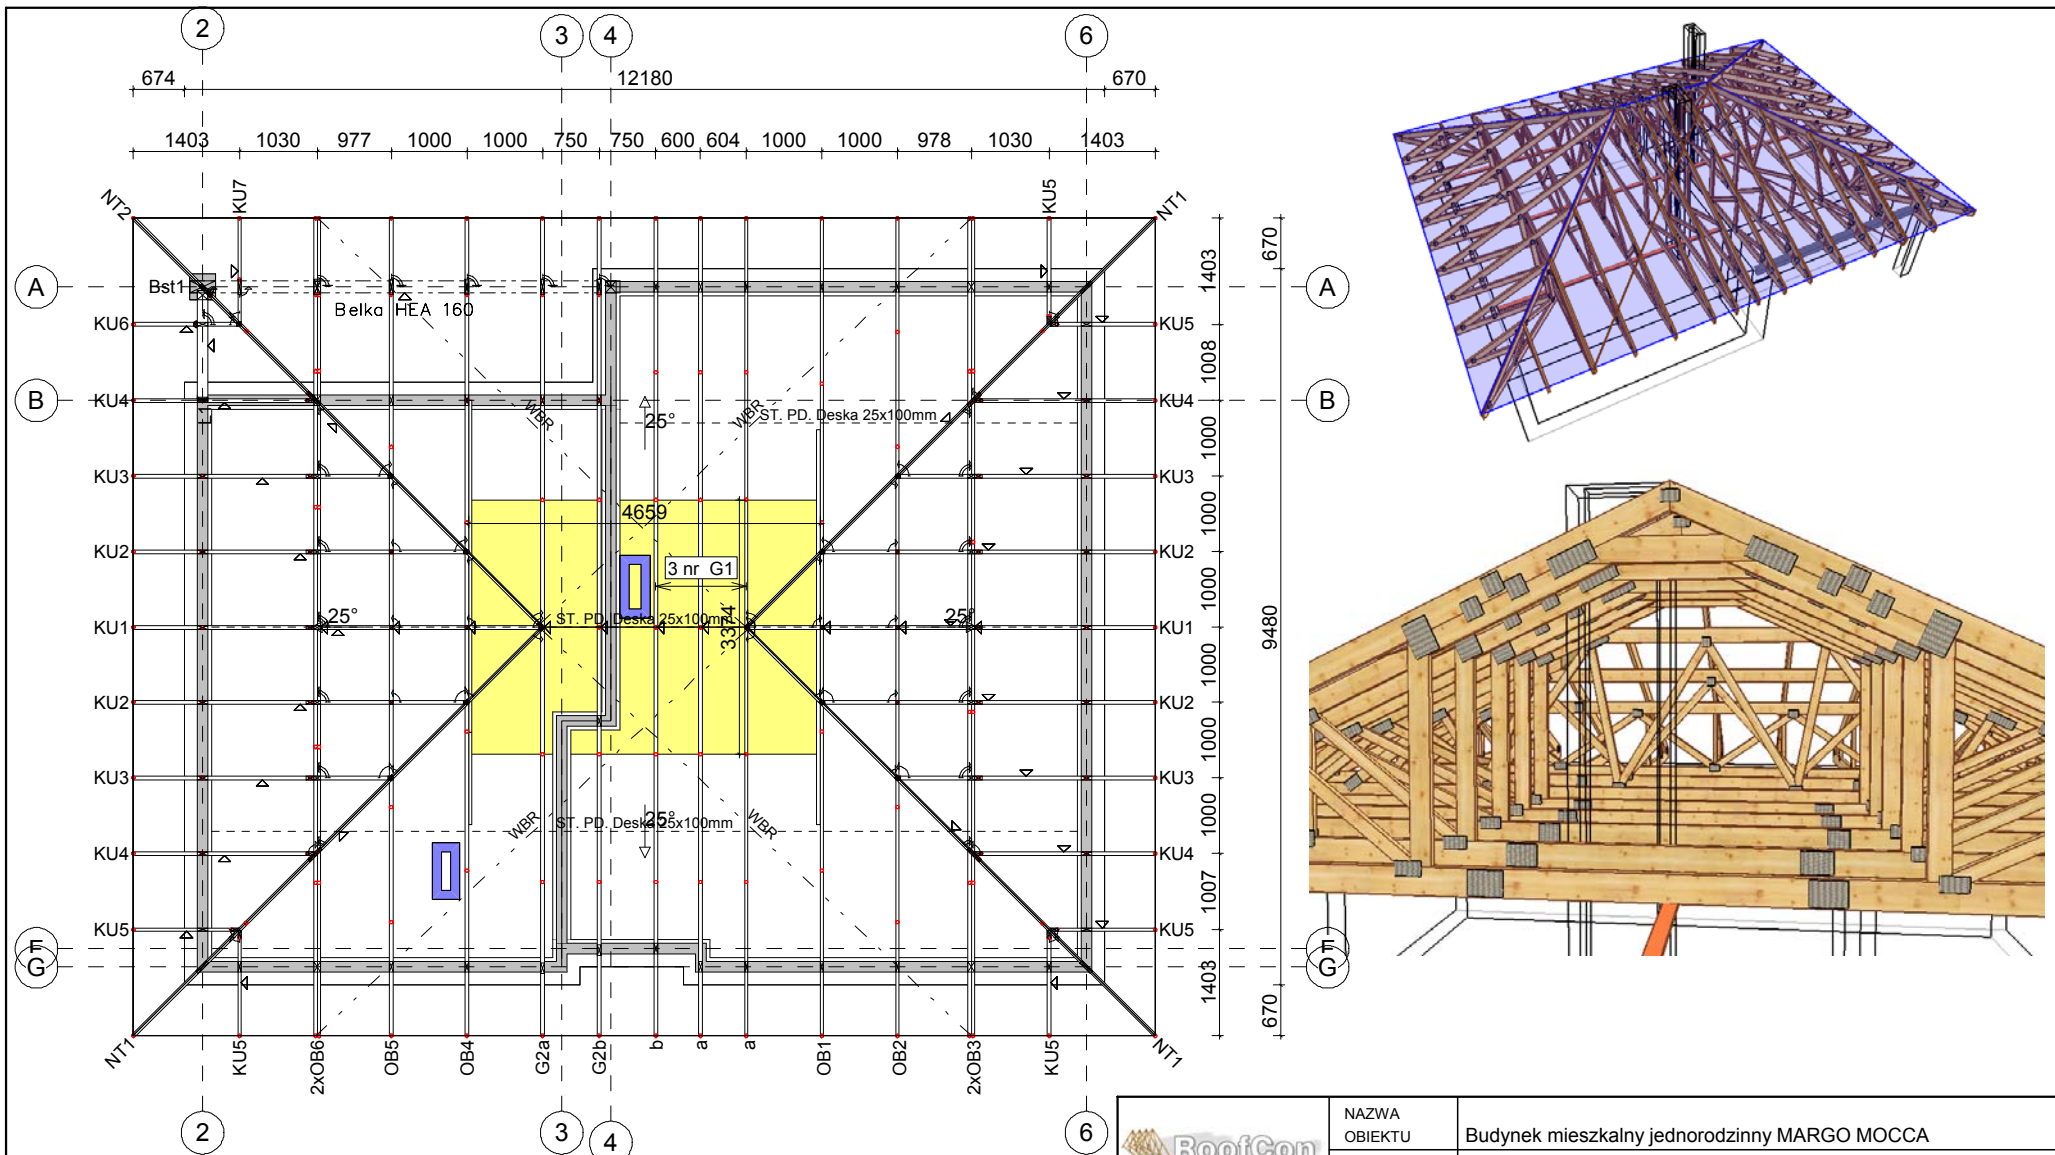 2
3
4
6
674
12180
670
1403
1030
977
1000
1000
750
750
600
604
1000
1000
978
1030
1403
NT2
KU7
KU5
NT1
A
Bst1
Belka HEA 160
A
KU6
KU5
B
KU4
L1
WBR
25°
WBR
ST. PD. Deska 25x100mm
KU4
B
KU3
KU3
4659
KU2
KU2
3 nr G1
KU1
25°
ST. PD. Deska 25x100mm
3374
25°
KU1
KU2
KU2
KU3
KU3
WBR
ST. PD. Deska 25x100mm
25°
WBR
KU4
KU4
KU5
KU5
F
G
F
G
670
1403
1008
1000
1000
1000
1000
1000
1000
1007
1403
9480
670
NT1
KU5
2xOB6
OB5
OB4
G2a
G2b
b
a
a
OB1
OB2
2xOB3
KU5
NT1
2
3
4
6
RoofCon
NAZWA
OBIEKTU
Budynek mieszkalny jednorodzinny MARGO MOCCA